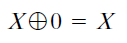 X⊕0 = X